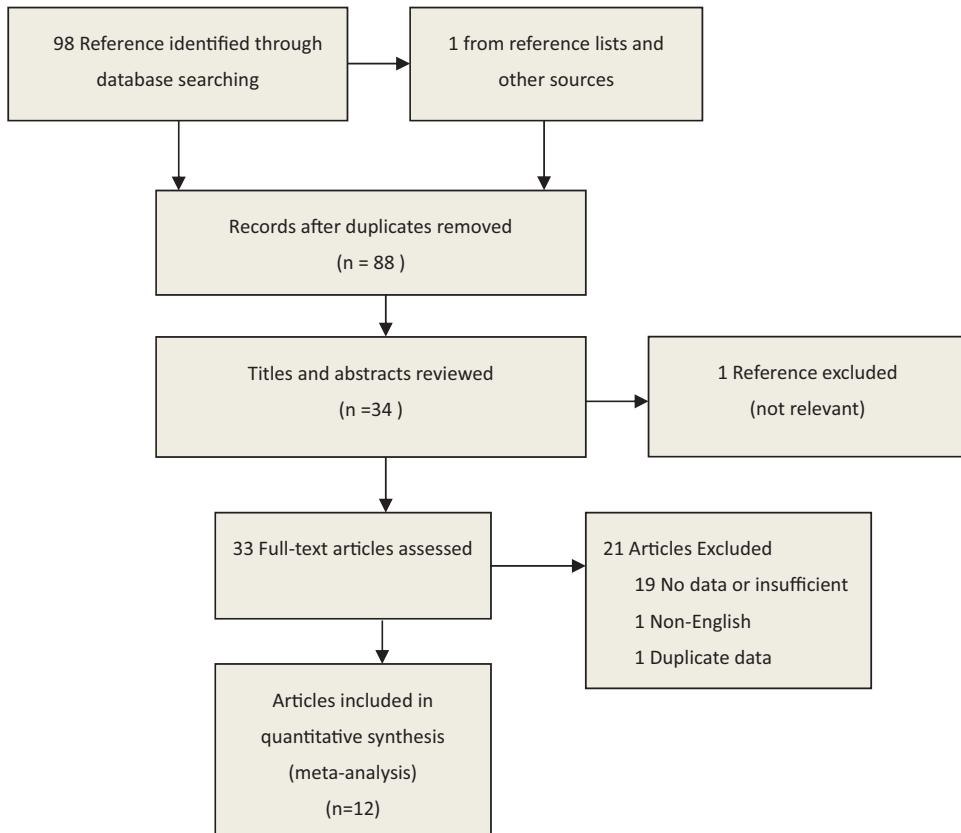 98 Reference identified through
database searching
1 from reference lists and
other sources
Records after duplicates removed
(n = 88 )
Titles and abstracts reviewed
(n =34 )
1 Reference excluded
(not relevant)
33 Full-text articles assessed
21 Articles Excluded
19 No data or insufficient
1 Non-English
1 Duplicate data
Articles included in
quantitative synthesis
(meta-analysis)
(n=12)